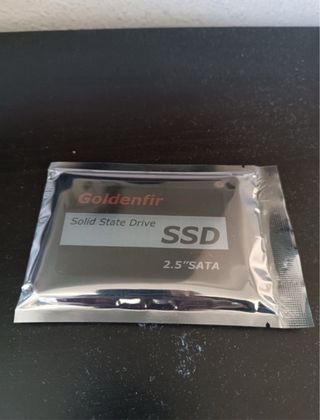 Goldenfir
Solid State Drive
SSD
2.5"SATA